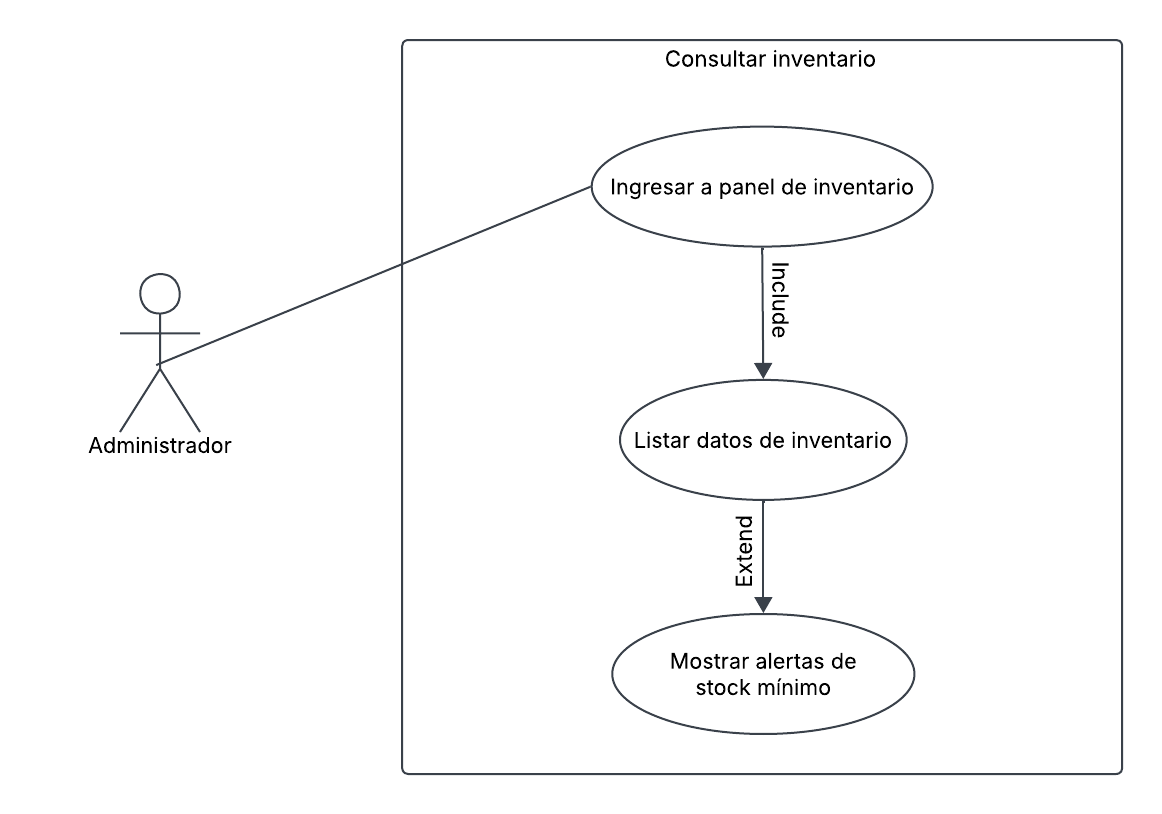 Consultar inventario
Ingresar a panel de inventario
Include
Administrador
Listar datos de inventario
Extend
Mostrar alertas de
stock mínimo